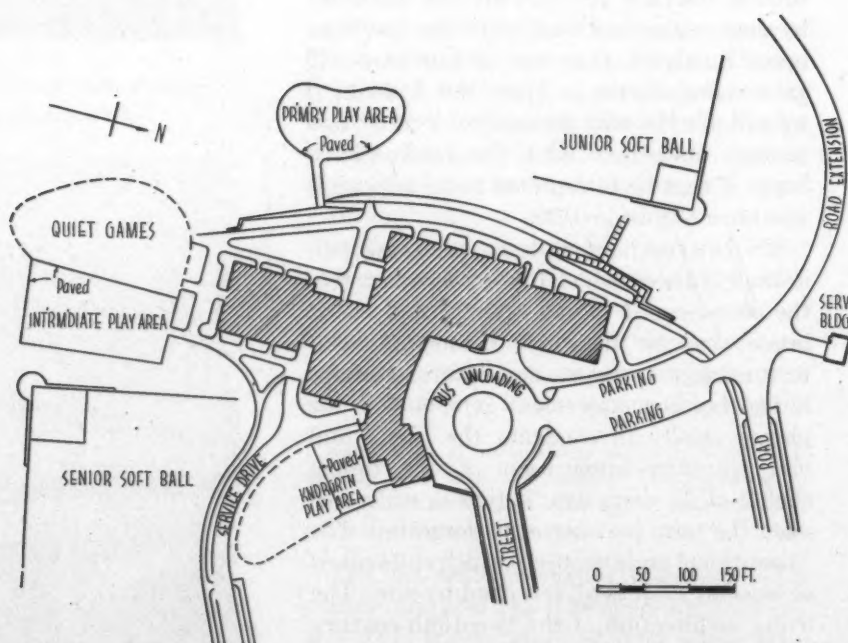 N
PRIMRY PLAY AREA
Paved
JUNIOR SOFT BALL
ROAD EXTENSION
QUIET GAMES
Paved
INTRMDIATE PLAY AREA
SERV
BLDG
BUS UNLOADING
PARKING
PARKING
ROAD
SENIOR SOFT BALL
SERVICE DRIVE
Paved
PLAY AREA
STREET
0 50 100 150 FT.